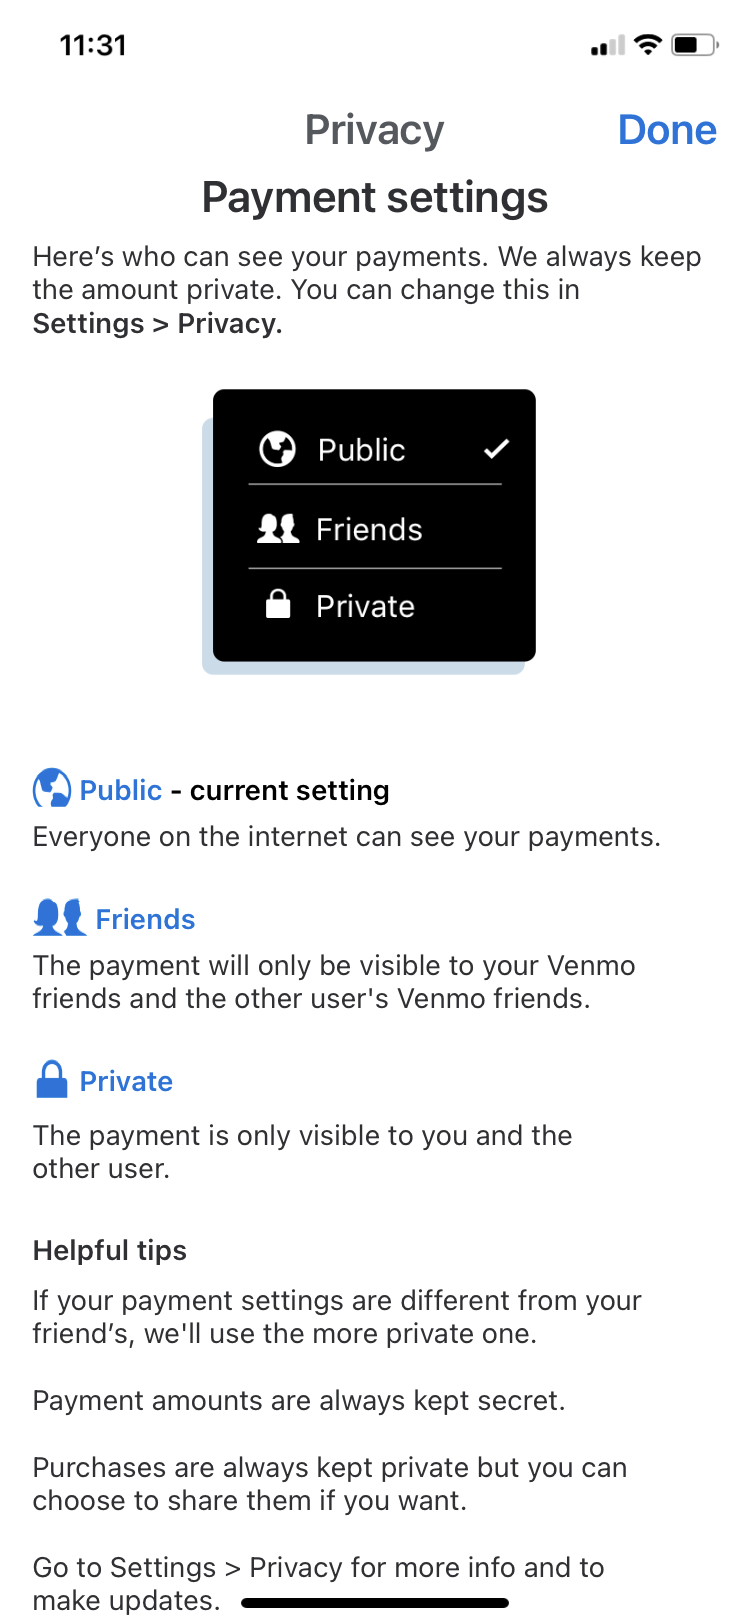 11:31
Privacy
Done
Payment settings
Here’s who can see your payments. We always keep
the amount private. You can change this in
Settings > Privacy.
Public
Friends
Private
Public - current setting
Everyone on the internet can see your payments.
Friends
The payment will only be visible to your Venmo
friends and the other user's Venmo friends.
Private
The payment is only visible to you and the
other user.
Helpful tips
If your payment settings are different from your
friend’s, we'll use the more private one.
Payment amounts are always kept secret.
Purchases are always kept private but you can
choose to share them if you want.
Go to Settings > Privacy for more info and to
make updates.